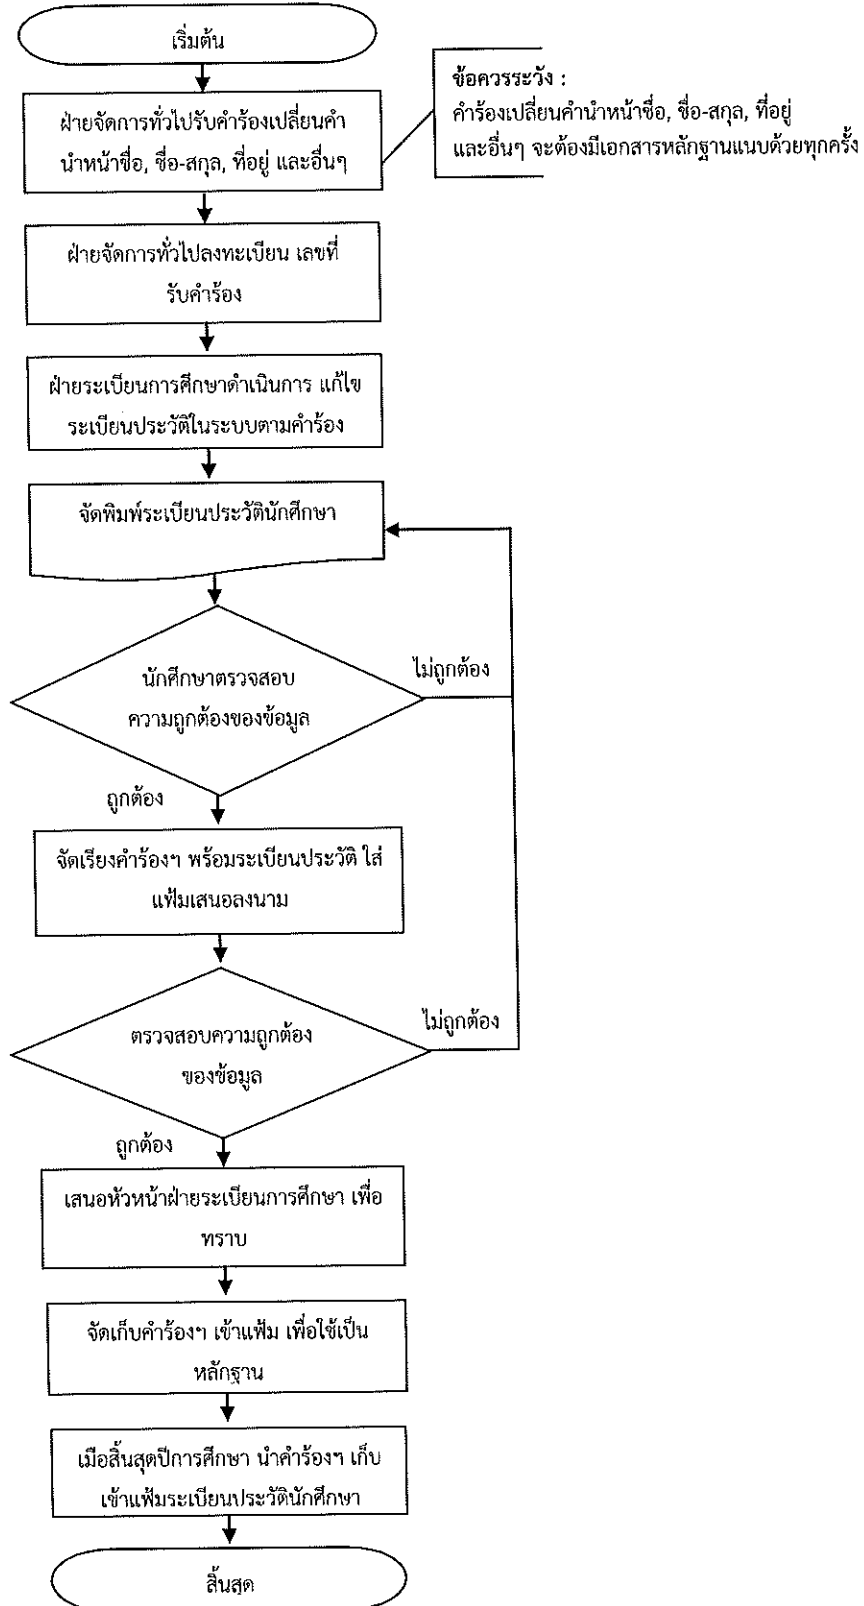 เริ่มต้น
ฝ่ายจัดการทั่วไปรับคำร้องเปลี่ยนคำ
นำหน้าชื่อ, ชื่อ-สกุล, ที่อยู่ และอื่นๆ
ข้อควรระวัง :
คำร้องเปลี่ยนคำนำหน้าชื่อ, ชื่อ-สกุล, ที่อยู่
และอื่นๆ จะต้องมีเอกสารหลักฐานแนบด้วยทุกครั้ง
ฝ่ายจัดการทั่วไปลงทะเบียน เลขที่
รับคำร้อง
ฝ่ายระเบียนการศึกษาดำเนินการ แก้ไข
ระเบียนประวัติในระบบตามคำร้อง
จัดพิมพ์ระเบียนประวัตินักศึกษา
นักศึกษาตรวจสอบ
ความถูกต้องของข้อมูล
ไม่ถูกต้อง
ถูกต้อง
จัดเรียงคำร้องฯ พร้อมระเบียนประวัติ ใส่
แฟ้มเสนอลงนาม
ตรวจสอบความถูกต้อง
ของข้อมูล
ไม่ถูกต้อง
ถูกต้อง
เสนอหัวหน้าฝ่ายระเบียนการศึกษา เพื่อ
ทราบ
จัดเก็บคำร้องฯ เข้าแฟ้ม เพื่อใช้เป็น
หลักฐาน
เมื่อสิ้นสุดปีการศึกษา นำคำร้องฯ เก็บ
เข้าแฟ้มระเบียนประวัตินักศึกษา
สิ้นสุด